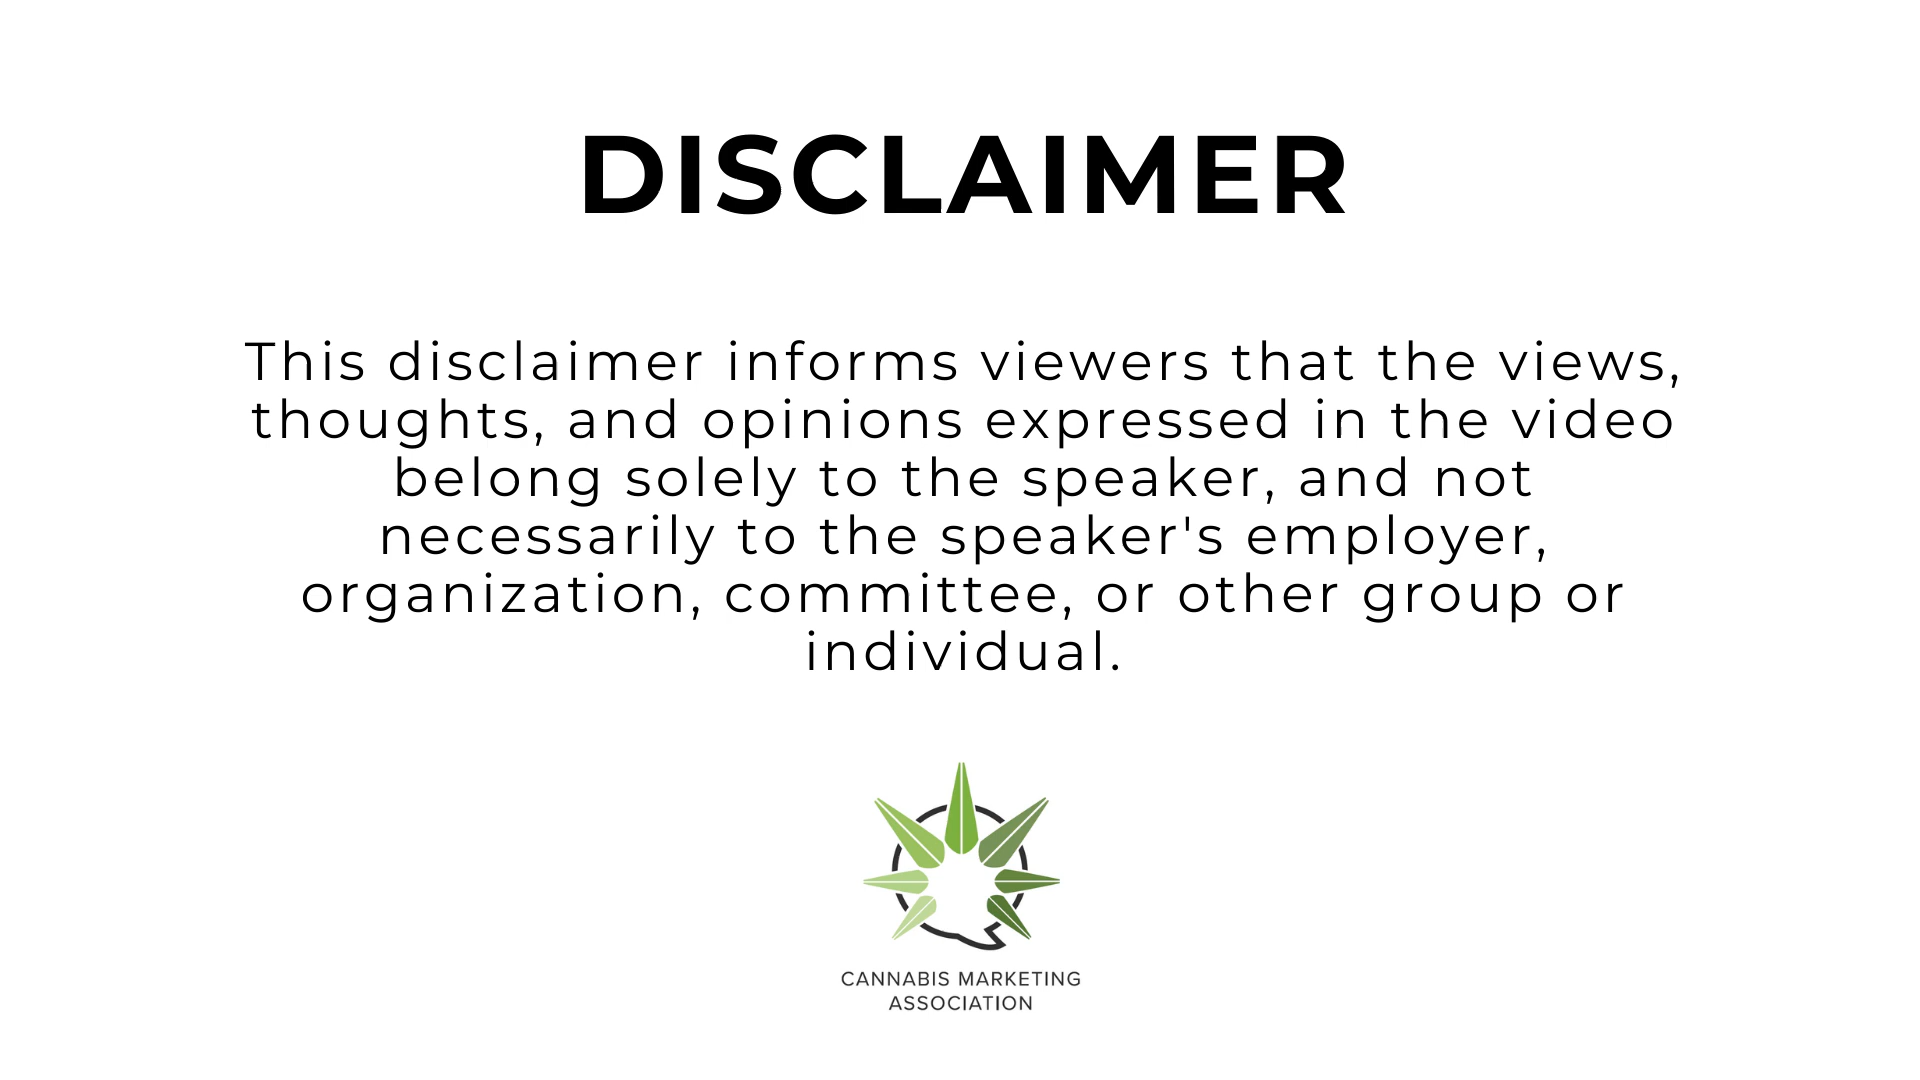 DISCLAIMER
This disclaimer informs viewers that the views,
thoughts, and opinions expressed in the video
belong solely to the speaker, and not
necessarily to the speaker's employer,
organization, committee, or other group or
individual.
CANNABIS MARKETING
ASSOCIATION